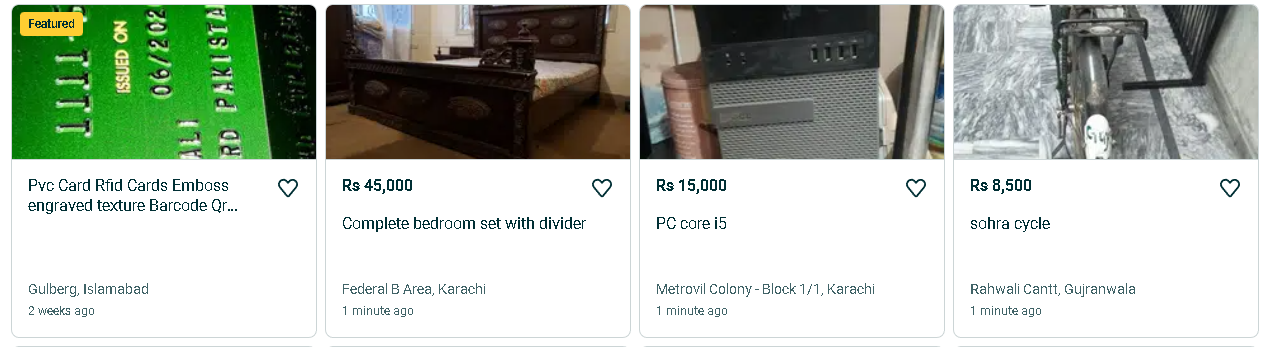 Featured
1111
ISSUED ON
06/202
ALI
RD PAKISTA
Pvc Card Rfid Cards Emboss
engraved texture Barcode Qr...
Gulberg, Islamabad
2 weeks ago
Rs 45,000
Complete bedroom set with divider
Federal B Area, Karachi
1 minute ago
Rs 15,000
PC core i5
Metrovil Colony - Block 1/1, Karachi
1 minute ago
Rs 8,500
sohra cycle
Rahwali Cantt, Gujranwala
1 minute ago